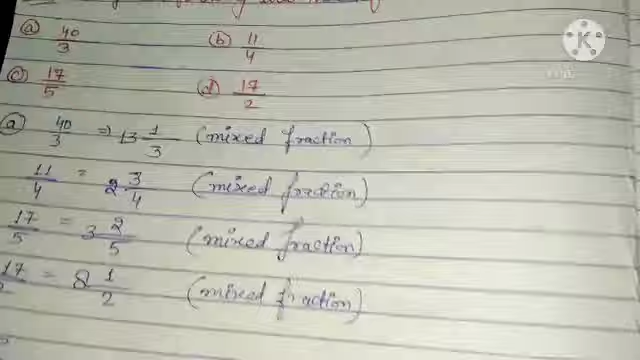 (a) 40/3 (b) 11/4
(c) 17/5 (d) 17/2
(a) 40/3 => 13 1/3 (mixed fraction)
11/4 = 2 3/4 (mixed fraction)
17/5 = 3 2/5 (mixed fraction)
17/2 = 8 1/2 (mixed fraction)